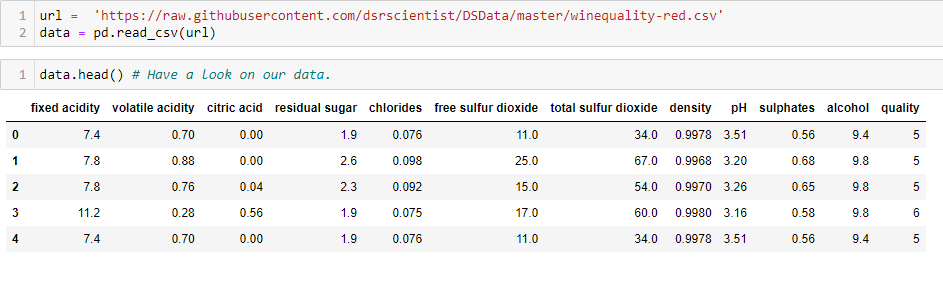 1 url =  'https://raw.githubusercontent.com/dsrscientist/DSData/master/winequality-red.csv'
2 data = pd.read_csv(url)
1 data.head() # Have a look on our data.
fixed acidity volatile acidity citric acid residual sugar chlorides free sulfur dioxide total sulfur dioxide density pH sulphates alcohol quality
0 7.4 0.70 0.00 1.9 0.076 11.0 34.0 0.9978 3.51 0.56 9.4 5
1 7.8 0.88 0.00 2.6 0.098 25.0 67.0 0.9968 3.20 0.68 9.8 5
2 7.8 0.76 0.04 2.3 0.092 15.0 54.0 0.9970 3.26 0.65 9.8 5
3 11.2 0.28 0.56 1.9 0.075 17.0 60.0 0.9980 3.16 0.58 9.8 6
4 7.4 0.70 0.00 1.9 0.076 11.0 34.0 0.9978 3.51 0.56 9.4 5